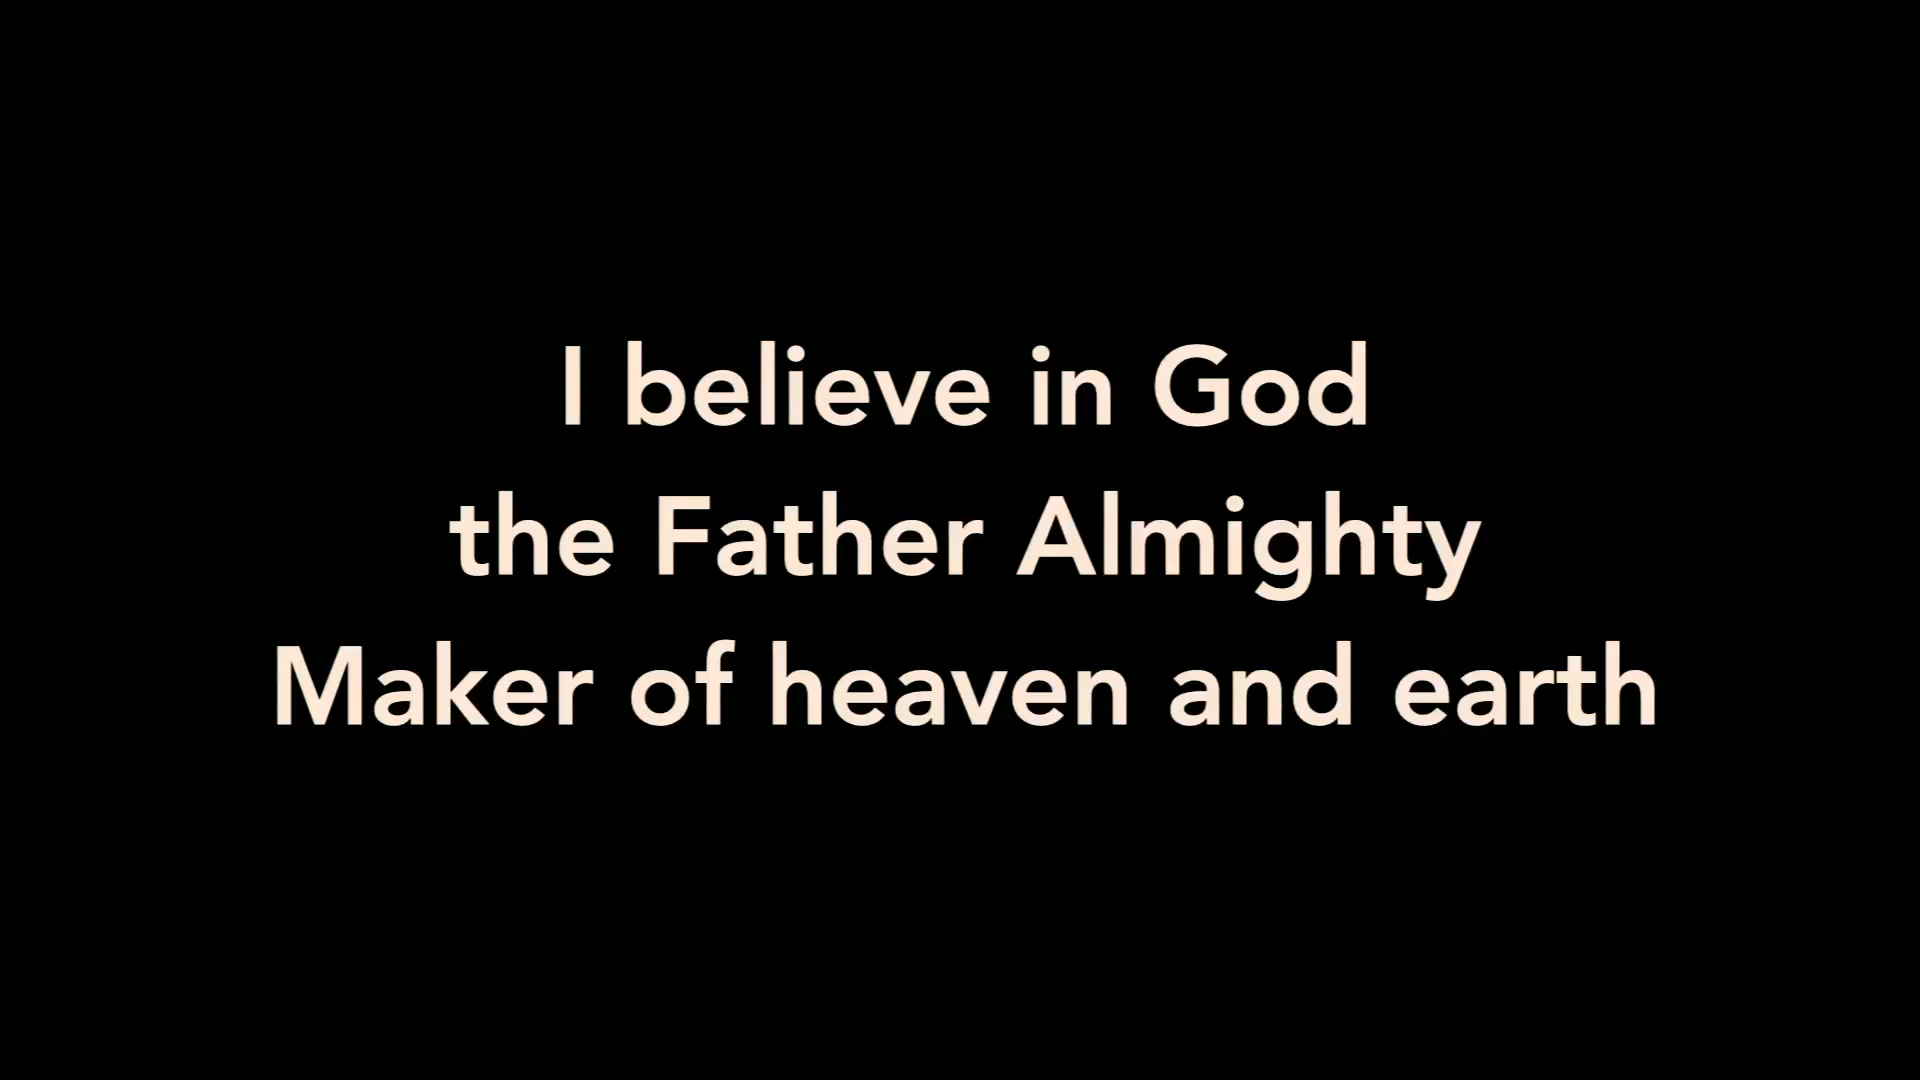 I believe in God
the Father Almighty
Maker of heaven and earth